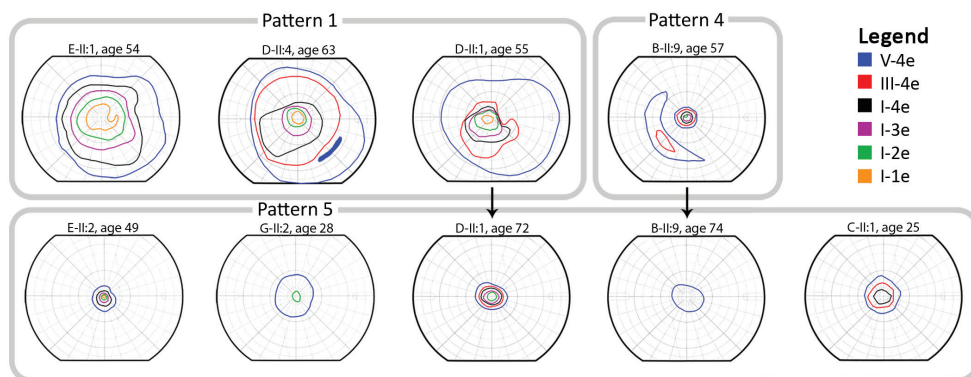 Pattern 1
E-II:1, age 54
D-II:4, age 63
D-II:1, age 55
Pattern 4
B-II:9, age 57
Legend
V-4e
III-4e
I-4e
I-3e
I-2e
I-1e
Pattern 5
E-II:2, age 49
G-II:2, age 28
D-II:1, age 72
B-II:9, age 74
C-II:1, age 25